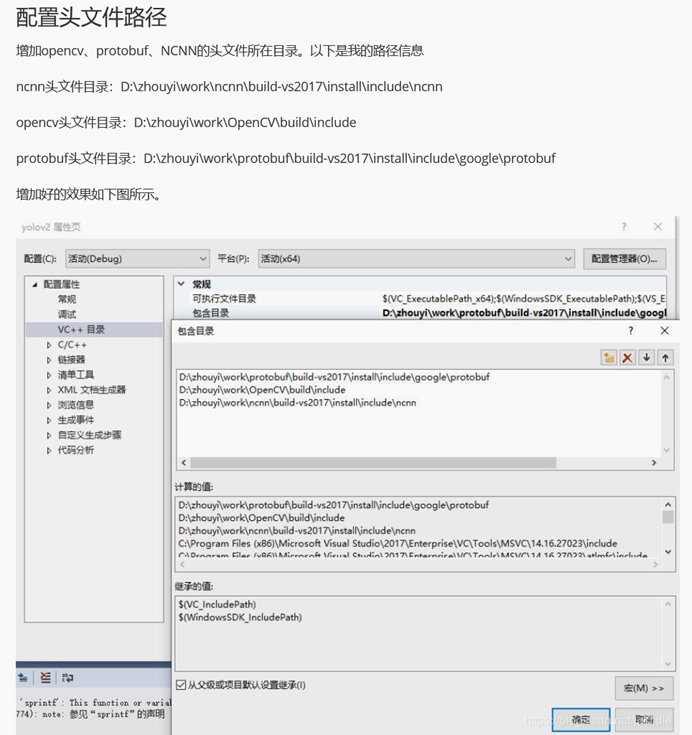 配置头文件路径
增加opencv、protobuf、NCNN的头文件所在目录。以下是我的路径信息
ncnn头文件目录：D:\zhouyi\work\ncnn\build-vs2017\install\include\ncnn
opencv头文件目录：D:\zhouyi\work\OpenCV\build\include
protobuf头文件目录：D:\zhouyi\work\protobuf\build-vs2017\install\include\google\protobuf
增加好的效果如下图所示。
yolov2 属性页
配置(C): 活动(Debug) 平台(P): 活动(x64) 配置管理器(O)...
配置属性
常规
调试
VC++ 目录
C/C++
链接器
清单工具
XML 文档生成器
浏览信息
生成事件
自定义生成步骤
代码分析
常规
可执行文件目录 $(VC_ExecutablePath_x64);$(WindowsSDK_ExecutablePath);$(VS_E
包含目录 D:\zhouyi\work\protobuf\build-vs2017\install\include\googl
包含目录
D:\zhouyi\work\protobuf\build-vs2017\install\include\google\protobuf
D:\zhouyi\work\OpenCV\build\include
D:\zhouyi\work\ncnn\build-vs2017\install\include\ncnn
计算的值:
D:\zhouyi\work\protobuf\build-vs2017\install\include\google\protobuf
D:\zhouyi\work\OpenCV\build\include
D:\zhouyi\work\ncnn\build-vs2017\install\include\ncnn
C:\Program Files (x86)\Microsoft Visual Studio\2017\Enterprise\VC\Tools\MSVC\14.16.27023\include
C:\Program Files (x86)\Microsoft Visual Studio\2017\Enterprise\VC\Tools\MSVC\14.16.27023\atlmfc\include
继承的值:
$(VC_IncludePath)
$(WindowsSDK_IncludePath)
从父级或项目默认设置继承(I)
宏(M) >>
确定 取消
'sprintf': This function or varia
774): note: 参见“sprintf”的声明